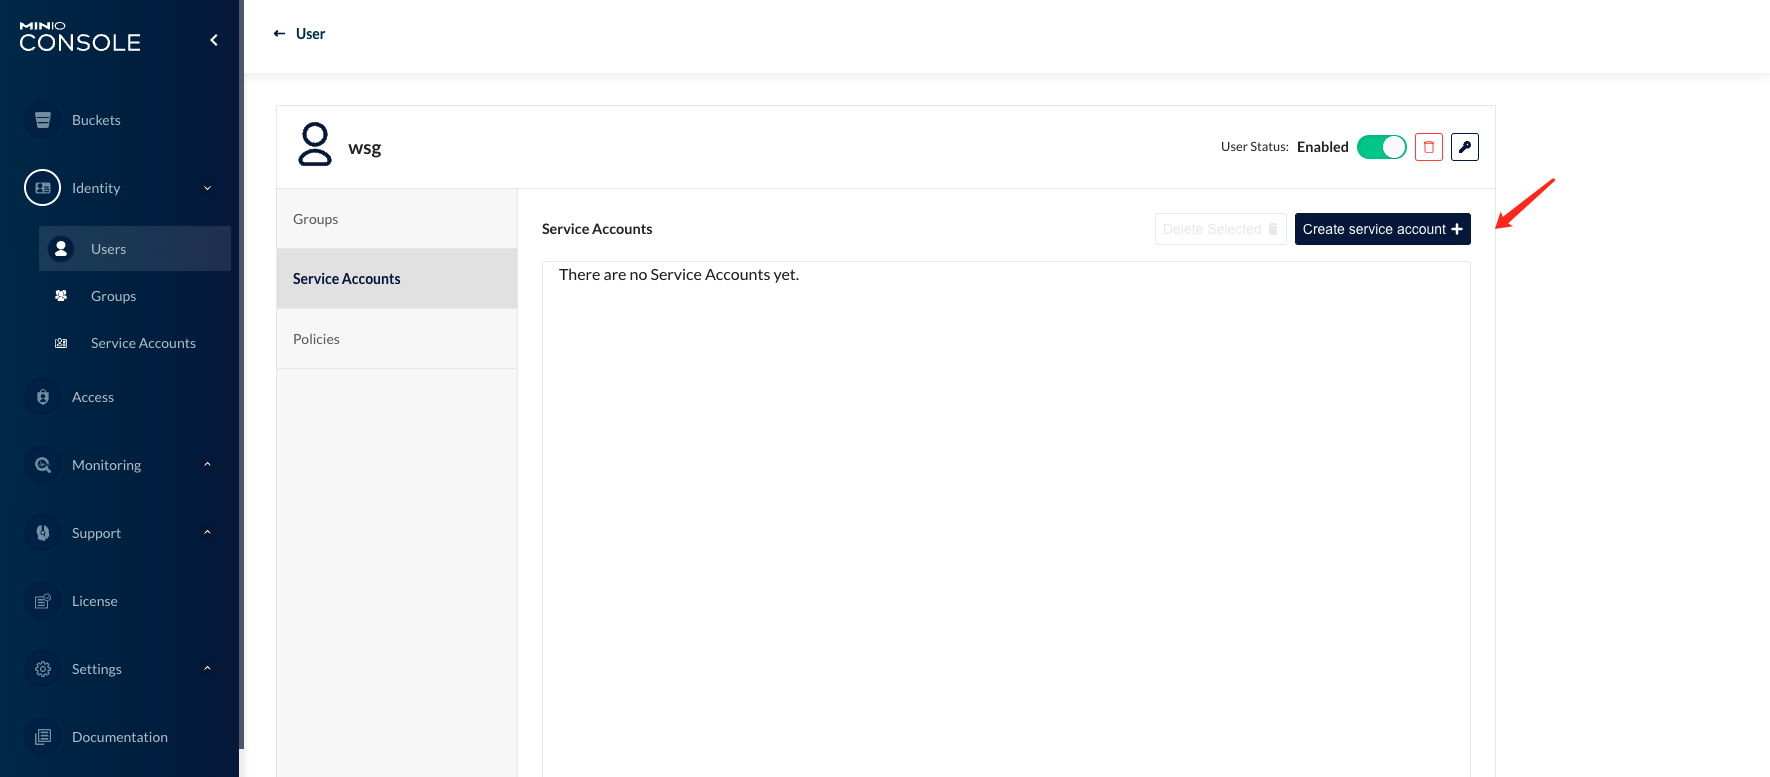 MINIO
CONSOLE
Buckets
Identity
Users
Groups
Service Accounts
Access
Monitoring
Support
License
Settings
Documentation
User
wsg
User Status: Enabled
Groups
Service Accounts
Policies
Service Accounts
Delete Selected
Create service account
There are no Service Accounts yet.